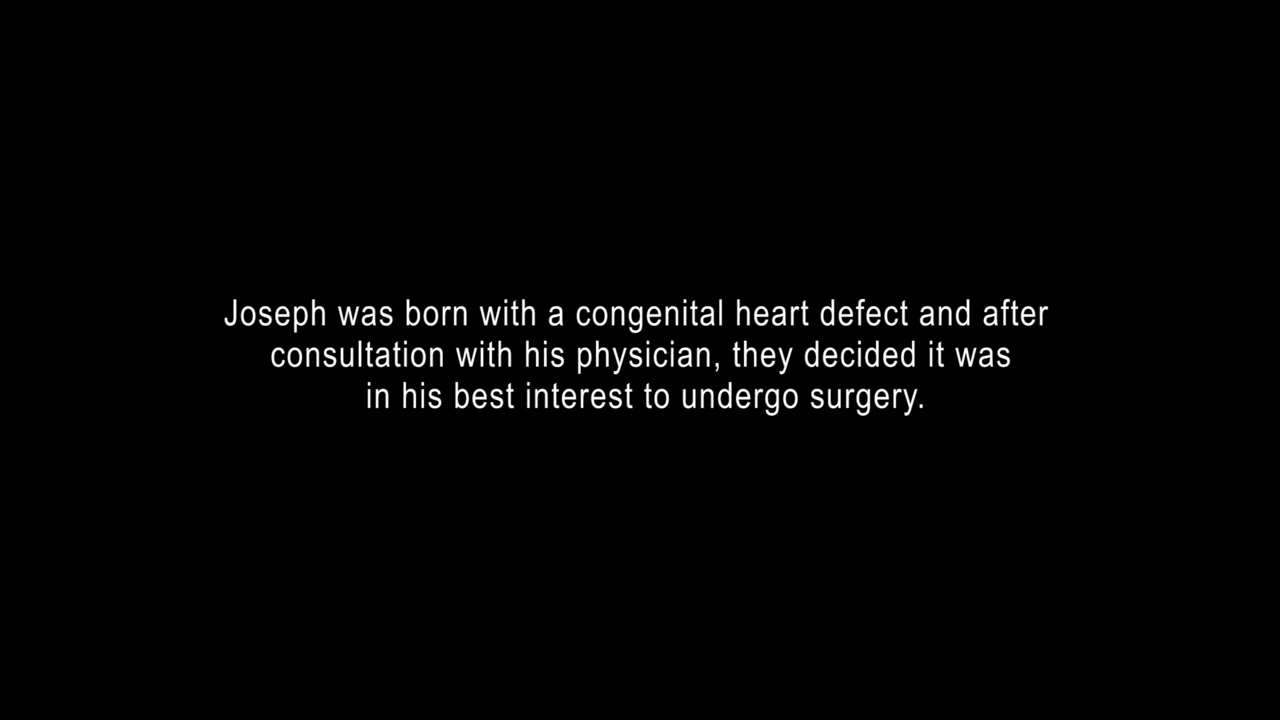 Joseph was born with a congenital heart defect and after
consultation with his physician, they decided it was
in his best interest to undergo surgery.